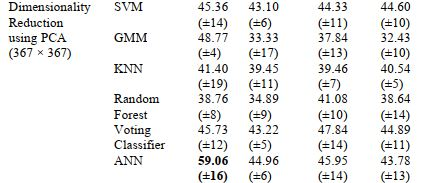 Dimensionality SVM 45.36 43.10 44.33 44.60
Reduction (±14) (±6) (±11) (±10)
using PCA GMM 48.77 33.33 37.84 32.43
(367 × 367) (±4) (±17) (±13) (±10)
KNN 41.40 39.45 39.46 40.54
(±19) (±11) (±7) (±5)
Random 38.76 34.89 41.08 38.64
Forest (±8) (±9) (±10) (±14)
Voting 45.73 43.22 47.84 44.89
Classifier (±12) (±5) (±14) (±11)
ANN 59.06 44.96 45.95 43.78
(±16) (±6) (±14) (±13)